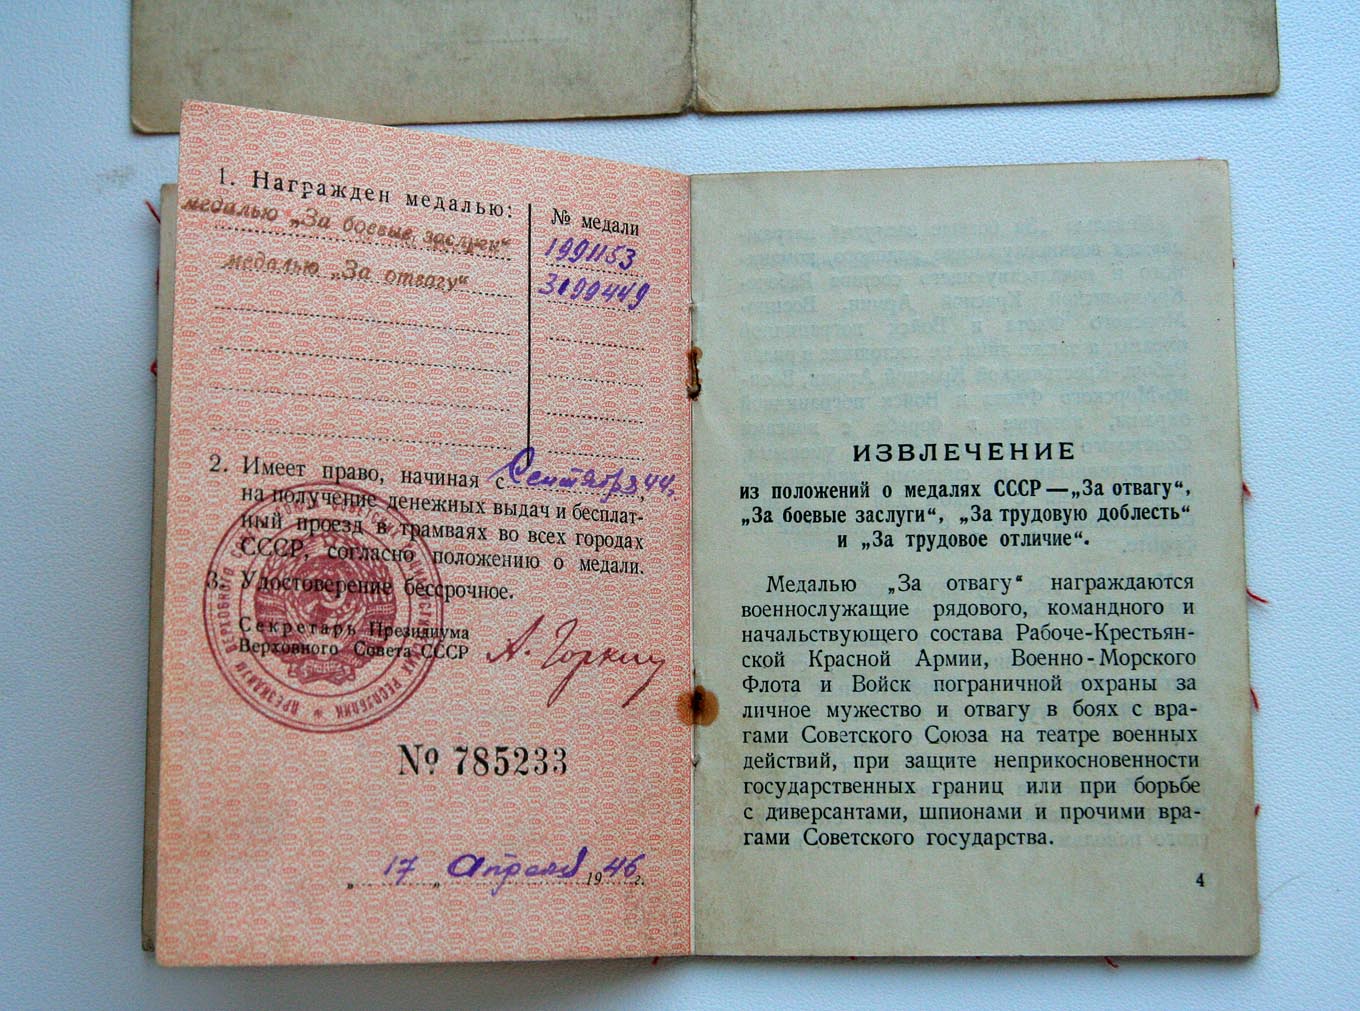 1. Награжден медалью:
№ медали
медалью „За боевые заслуги“
1991153
медалью „За отвагу“
3199449
2. Имеет право, начиная с Сентября 44 г.,
на получение денежных выдач и бесплат-
ный проезд в трамваях во всех городах
СССР, согласно положению о медали.
3. Удостоверение бессрочное.
Секретарь Президиума
Верховного Совета СССР
А. Горкин
№ 785233
„17„ Апреля 1946 г.
ИЗВЛЕЧЕНИЕ
из положений о медалях СССР — „За отвагу“,
„За боевые заслуги“, „За трудовую доблесть“
и „За трудовое отличие“.
Медалью „За отвагу“ награждаются
военнослужащие рядового, командного и
начальствующего состава Рабоче-Крестьян-
ской Красной Армии, Военно-Морского
Флота и Войск пограничной охраны за
личное мужество и отвагу в боях с вра-
гами Советского Союза на театре военных
действий, при защите неприкосновенности
государственных границ или при борьбе
с диверсантами, шпионами и прочими вра-
гами Советского государства.
4